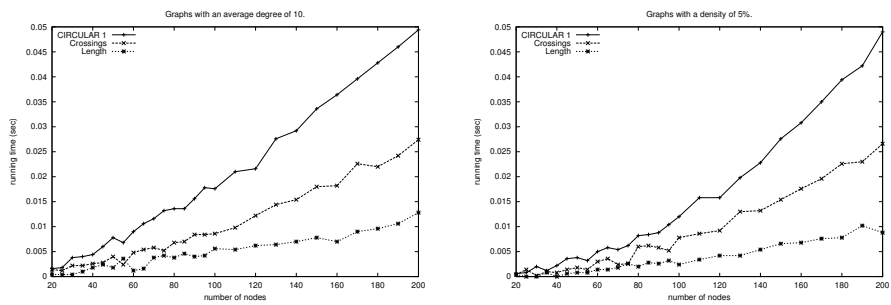 Graphs with an average degree of 10.
0.05
CIRCULAR 1
Crossings
Length
0.045
0.04
0.035
0.03
0.025
0.02
0.015
0.01
0.005
0
running time (sec)
20 40 60 80 100 120 140 160 180 200
number of nodes
Graphs with a density of 5%.
0.05
CIRCULAR 1
Crossings
Length
0.045
0.04
0.035
0.03
0.025
0.02
0.015
0.01
0.005
0
running time (sec)
20 40 60 80 100 120 140 160 180 200
number of nodes